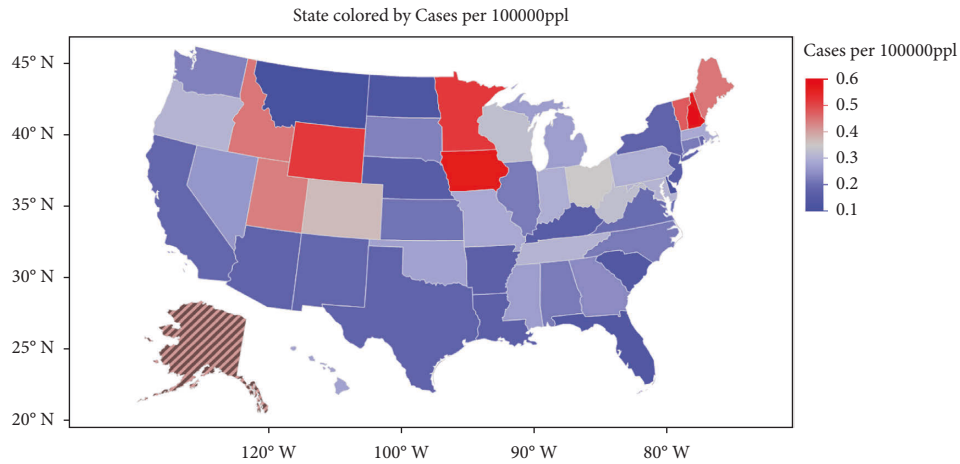 State colored by Cases per 100000ppl
45° N
40° N
35° N
30° N
25° N
20° N
120° W
100° W
90° W
80° W
Cases per 100000ppl
0.6
0.5
0.4
0.3
0.2
0.1